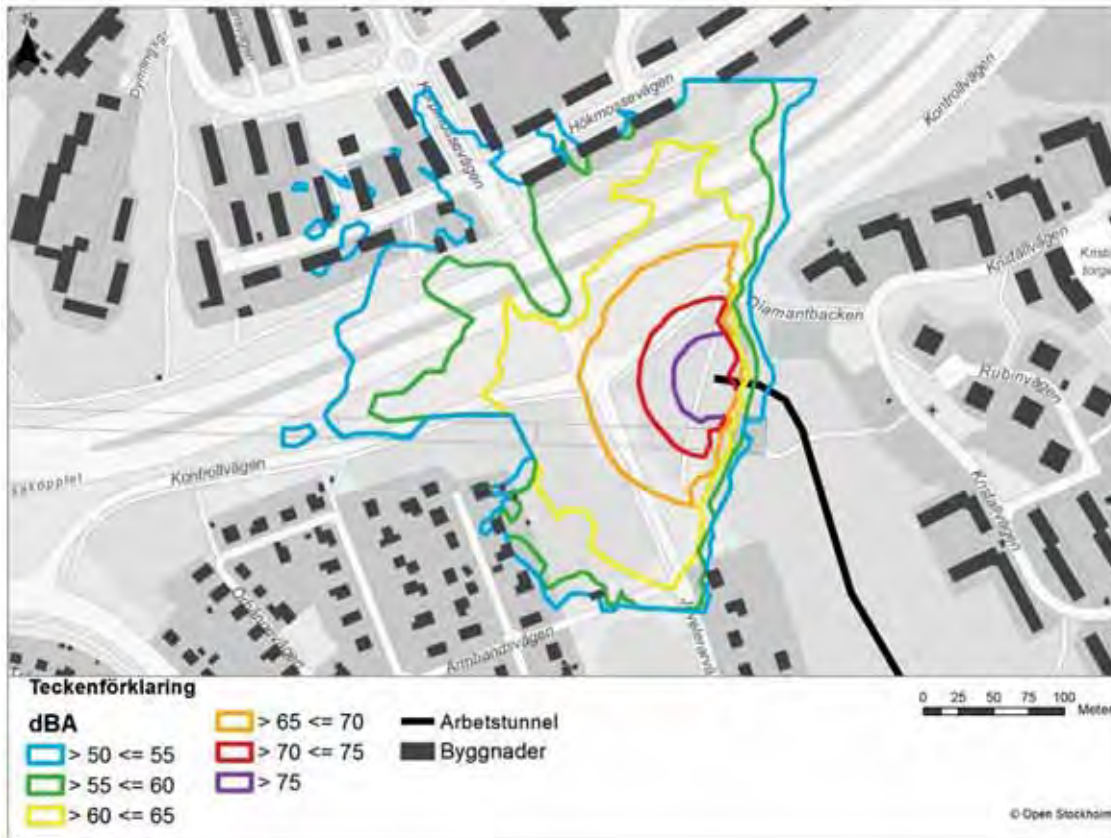 Hökmossevägen
Kontrollvägen
Kristallvägen
Diamantbacken
Rubinvägen
Kontrollvägen
Kristallvägen
Armbandsvägen
Teckenförklaring
dBA
> 50 <= 55
> 55 <= 60
> 60 <= 65
> 65 <= 70
> 70 <= 75
> 75
Arbetstunnel
Byggnader
0 25 50 75 100
Meter
© Open Stockholm